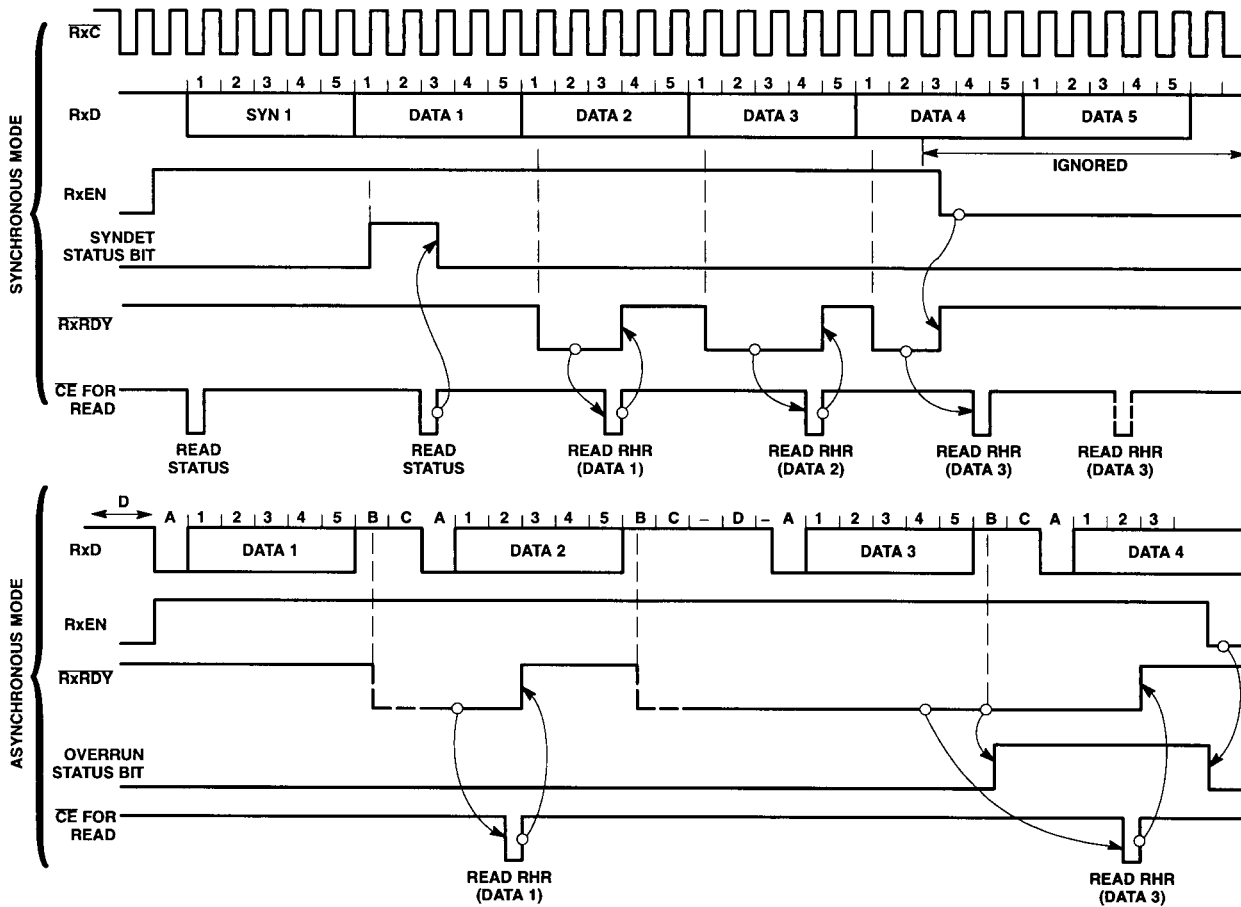 SYNCHRONOUS MODE
R̅x̅C̅
1 2 3 4 5 1 2 3 4 5 1 2 3 4 5 1 2 3 4 5 1 2 3 4 5 1 2 3 4 5
RxD SYN 1 DATA 1 DATA 2 DATA 3 DATA 4 DATA 5
IGNORED
RxEN
SYNDET
STATUS BIT
R̅x̅R̅D̅Y̅
C̅E̅ FOR
READ
READ
STATUS
READ
STATUS
READ RHR
(DATA 1)
READ RHR
(DATA 2)
READ RHR
(DATA 3)
READ RHR
(DATA 3)
ASYNCHRONOUS MODE
D A 1 2 3 4 5 B C A 1 2 3 4 5 B C – D – A 1 2 3 4 5 B C A 1 2 3
RxD DATA 1 DATA 2 DATA 3 DATA 4
RxEN
R̅x̅R̅D̅Y̅
OVERRUN
STATUS BIT
C̅E̅ FOR
READ
READ RHR
(DATA 1)
READ RHR
(DATA 3)